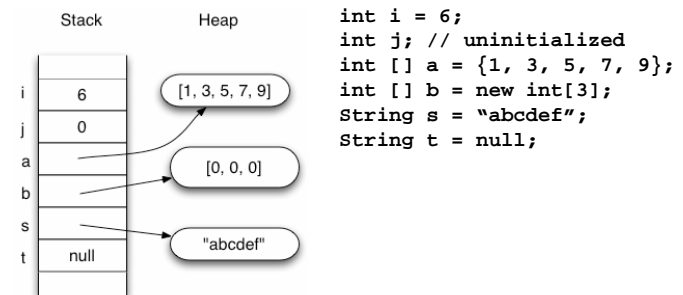 Stack Heap
i 6 [1, 3, 5, 7, 9]
j 0
a
b [0, 0, 0]
s
t null "abcdef"
int i = 6;
int j; // uninitialized
int [] a = {1, 3, 5, 7, 9};
int [] b = new int[3];
String s = “abcdef”;
String t = null;